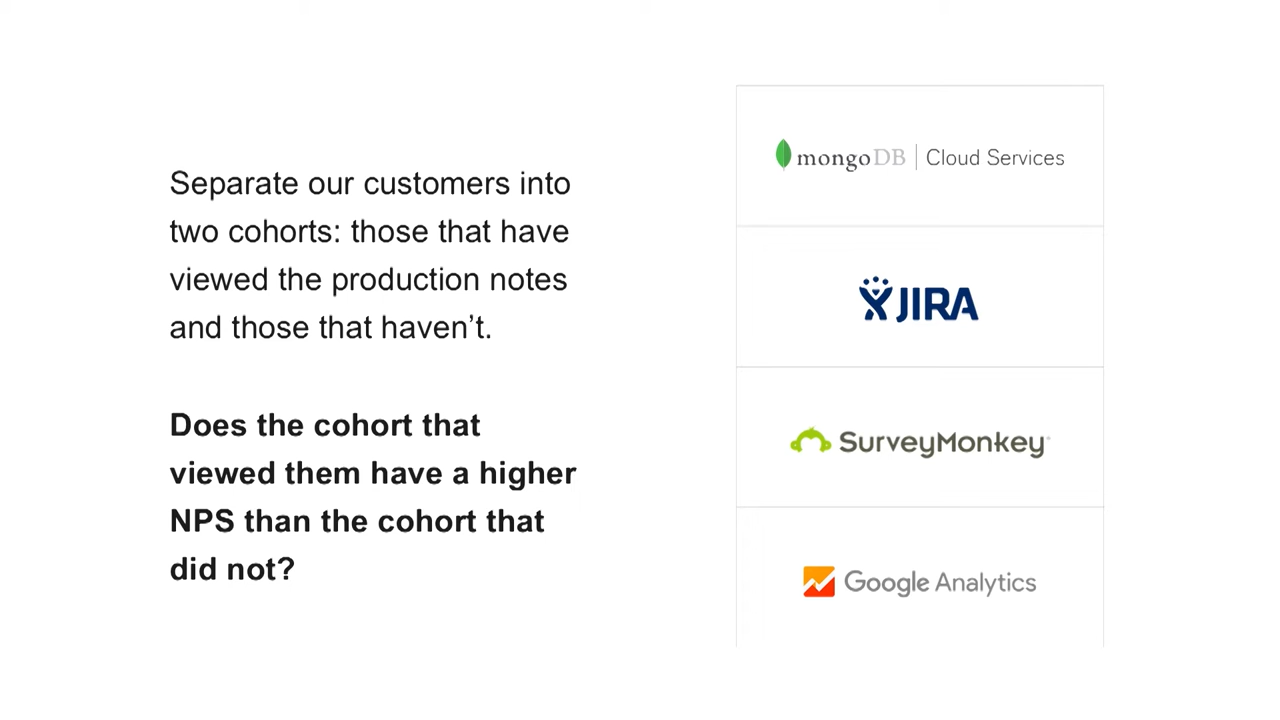 Separate our customers into
two cohorts: those that have
viewed the production notes
and those that haven’t.
Does the cohort that
viewed them have a higher
NPS than the cohort that
did not?
mongoDB | Cloud Services
JIRA
SurveyMonkey
Google Analytics